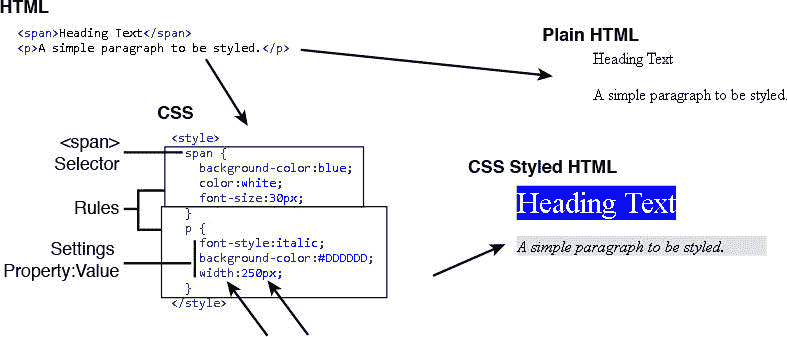 HTML
<span>Heading Text</span>
<p>A simple paragraph to be styled.</p>
Plain HTML
Heading Text
A simple paragraph to be styled.
CSS
<span>
Selector
Rules
Settings
Property:Value
<style>
span {
background-color:blue;
color:white;
font-size:30px;
}
p {
font-style:italic;
background-color:#DDDDDD;
width:250px;
}
</style>
CSS Styled HTML
Heading Text
A simple paragraph to be styled.